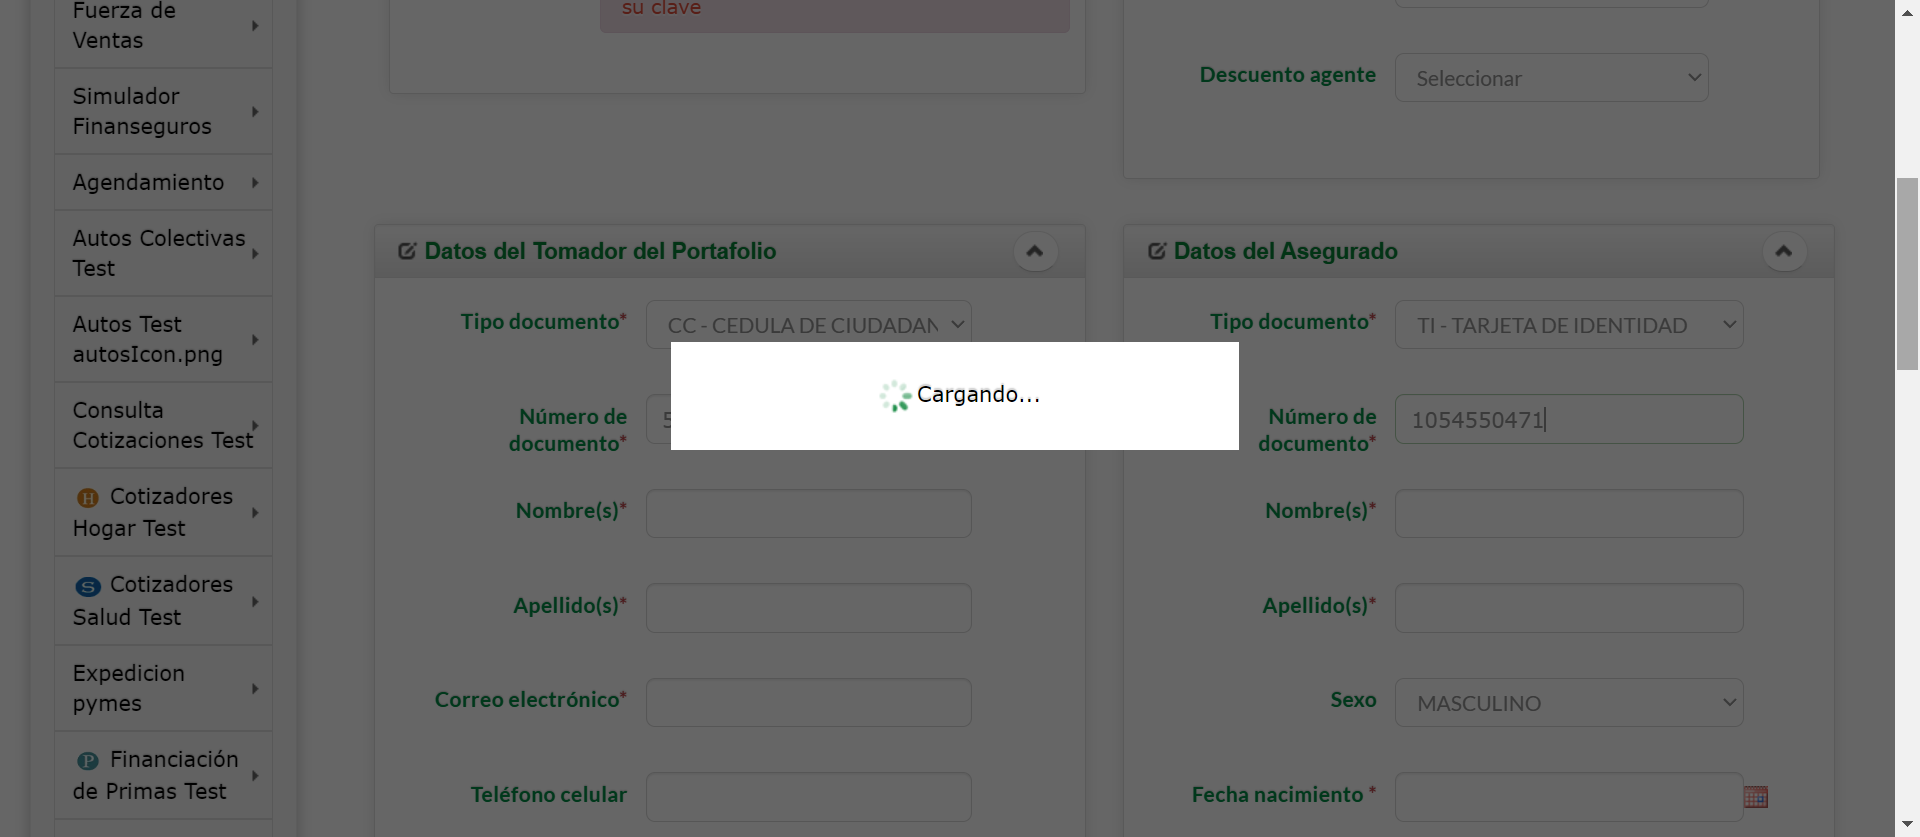 Fuerza de
Ventas
Simulador
Finanseguros
Agendamiento
Autos Colectivas
Test
Autos Test
autosIcon.png
Consulta
Cotizaciones Test
H Cotizadores
Hogar Test
S Cotizadores
Salud Test
Expedicion
pymes
P Financiación
de Primas Test
su clave
Descuento agente
Seleccionar
Datos del Tomador del Portafolio
Tipo documento*
CC - CEDULA DE CIUDADAN
Número de
documento*
5
Nombre(s)*
Apellido(s)*
Correo electrónico*
Teléfono celular
Cargando...
Datos del Asegurado
Tipo documento*
TI - TARJETA DE IDENTIDAD
Número de
documento*
1054550471
Nombre(s)*
Apellido(s)*
Sexo
MASCULINO
Fecha nacimiento *